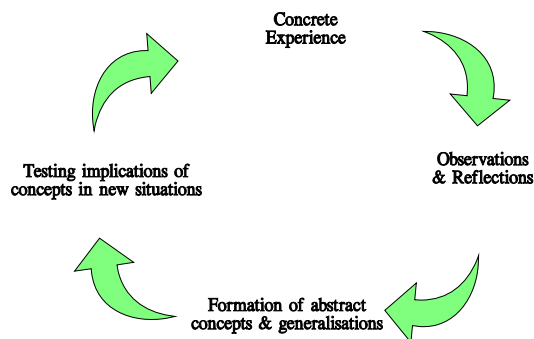 Concrete
Experience
Observations
& Reflections
Formation of abstract
concepts & generalisations
Testing implications of
concepts in new situations